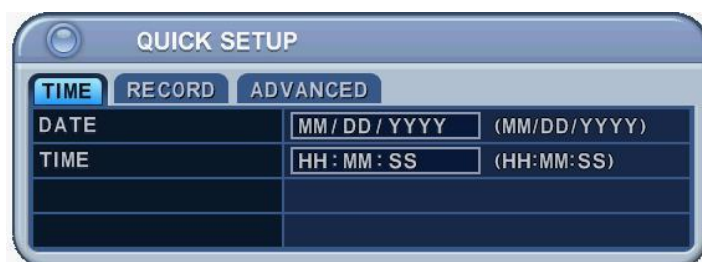 QUICK SETUP
TIME RECORD ADVANCED
DATE MM/DD/YYYY (MM/DD/YYYY)
TIME HH:MM:SS (HH:MM:SS)